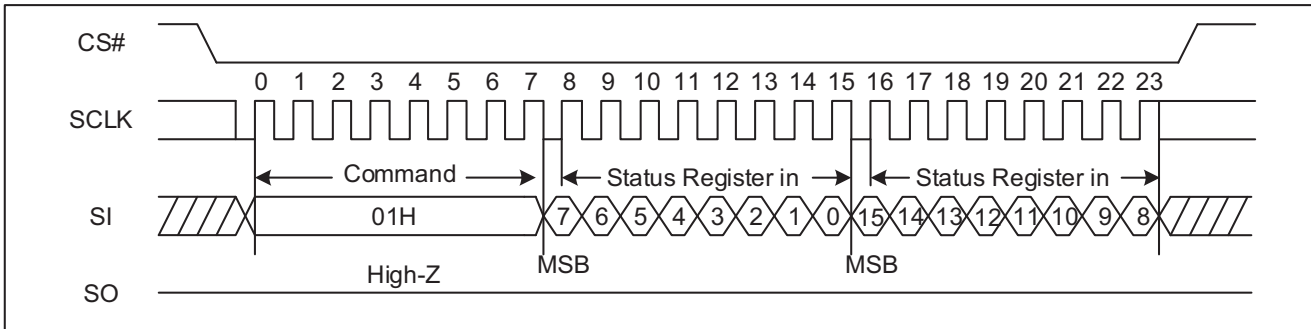 CS#
0 1 2 3 4 5 6 7 8 9 10 11 12 13 14 15 16 17 18 19 20 21 22 23
SCLK
Command Status Register in Status Register in
SI 01H 7 6 5 4 3 2 1 0 15 14 13 12 11 10 9 8
MSB MSB
High-Z
SO